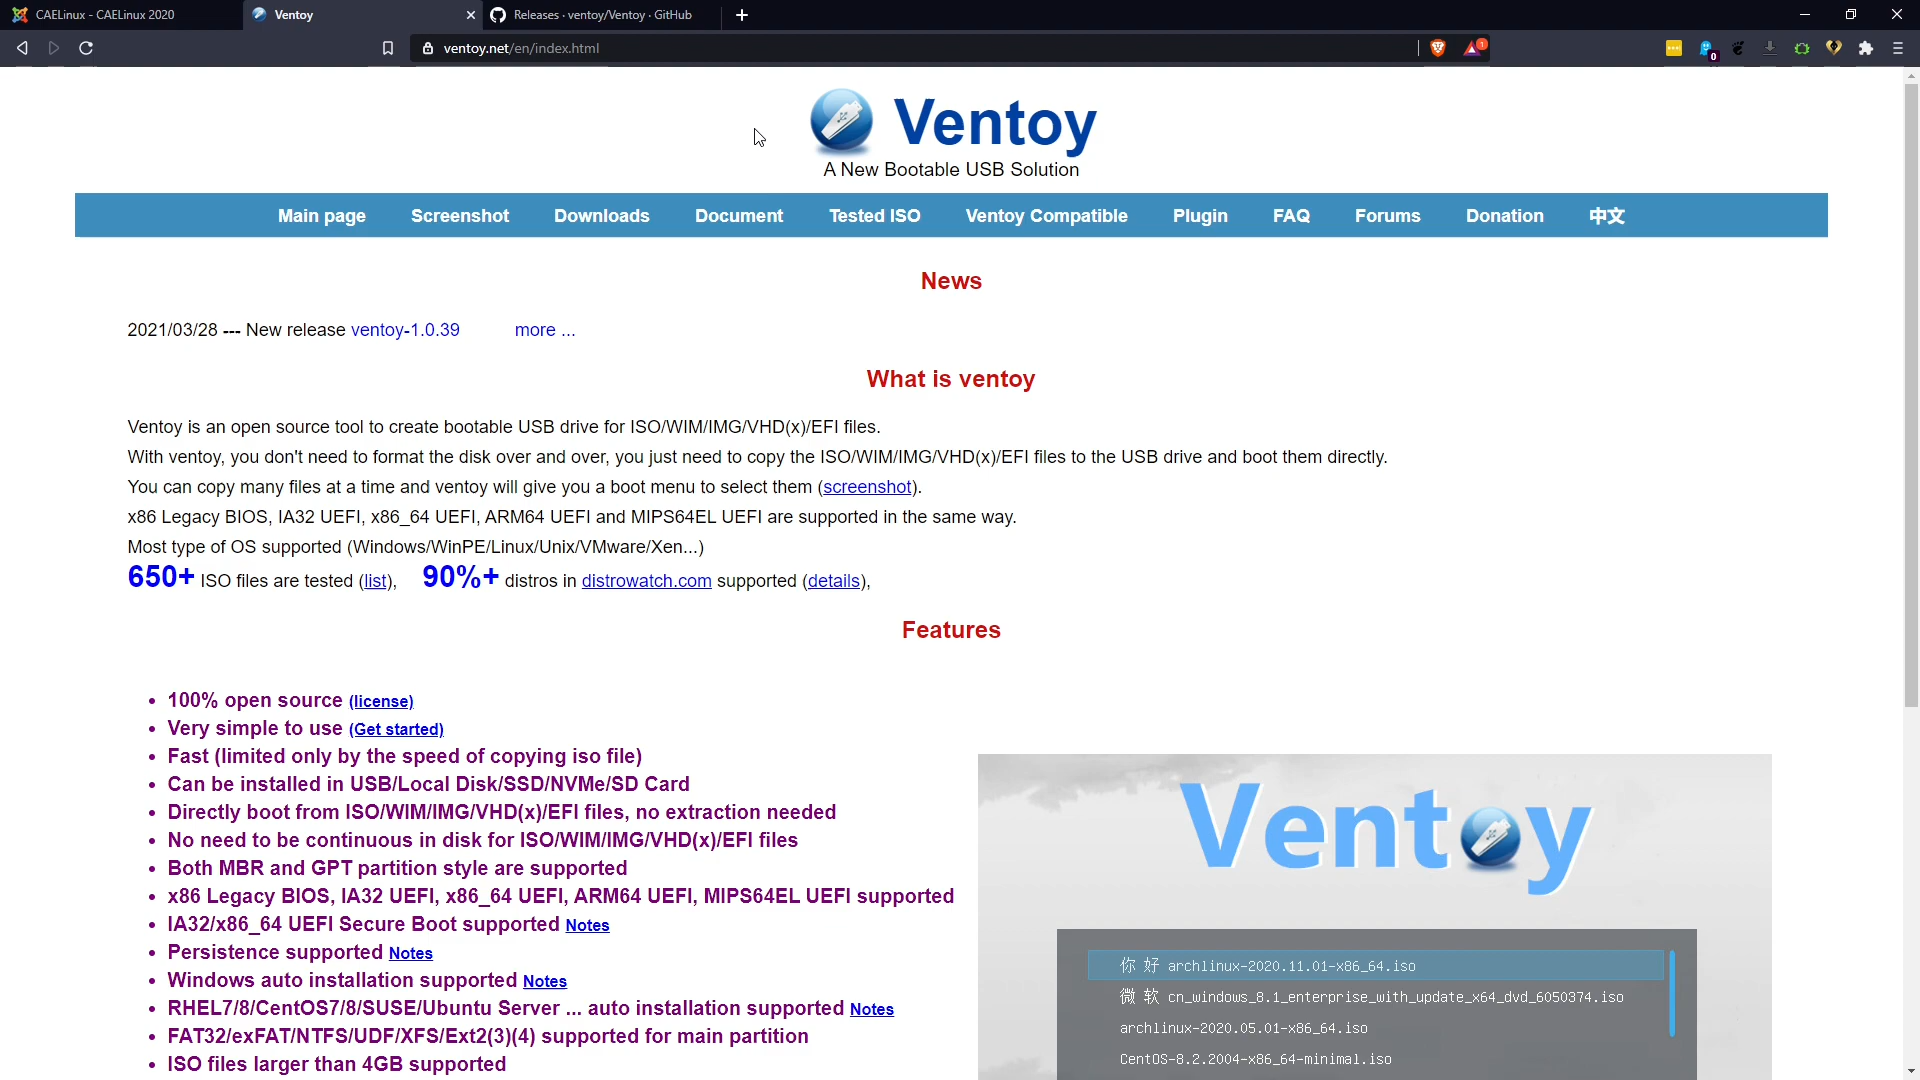 CAELinux - CAELinux 2020
Ventoy
Releases · ventoy/Ventoy · GitHub
ventoy.net/en/index.html
1
0
Ventoy
A New Bootable USB Solution
Main page Screenshot Downloads Document Tested ISO Ventoy Compatible Plugin FAQ Forums Donation 中文
News
2021/03/28 --- New release ventoy-1.0.39 more ...
What is ventoy
Ventoy is an open source tool to create bootable USB drive for ISO/WIM/IMG/VHD(x)/EFI files.
With ventoy, you don't need to format the disk over and over, you just need to copy the ISO/WIM/IMG/VHD(x)/EFI files to the USB drive and boot them directly.
You can copy many files at a time and ventoy will give you a boot menu to select them (screenshot).
x86 Legacy BIOS, IA32 UEFI, x86_64 UEFI, ARM64 UEFI and MIPS64EL UEFI are supported in the same way.
Most type of OS supported (Windows/WinPE/Linux/Unix/VMware/Xen...)
650+ ISO files are tested (list), 90%+ distros in distrowatch.com supported (details),
Features
• 100% open source (license)
• Very simple to use (Get started)
• Fast (limited only by the speed of copying iso file)
• Can be installed in USB/Local Disk/SSD/NVMe/SD Card
• Directly boot from ISO/WIM/IMG/VHD(x)/EFI files, no extraction needed
• No need to be continuous in disk for ISO/WIM/IMG/VHD(x)/EFI files
• Both MBR and GPT partition style are supported
• x86 Legacy BIOS, IA32 UEFI, x86_64 UEFI, ARM64 UEFI, MIPS64EL UEFI supported
• IA32/x86_64 UEFI Secure Boot supported Notes
• Persistence supported Notes
• Windows auto installation supported Notes
• RHEL7/8/CentOS7/8/SUSE/Ubuntu Server ... auto installation supported Notes
• FAT32/exFAT/NTFS/UDF/XFS/Ext2(3)(4) supported for main partition
• ISO files larger than 4GB supported
Ventoy
你 好 archlinux-2020.11.01-x86_64.iso
微 软 cn_windows_8.1_enterprise_with_update_x64_dvd_6050374.iso
archlinux-2020.05.01-x86_64.iso
CentOS-8.2.2004-x86_64-minimal.iso